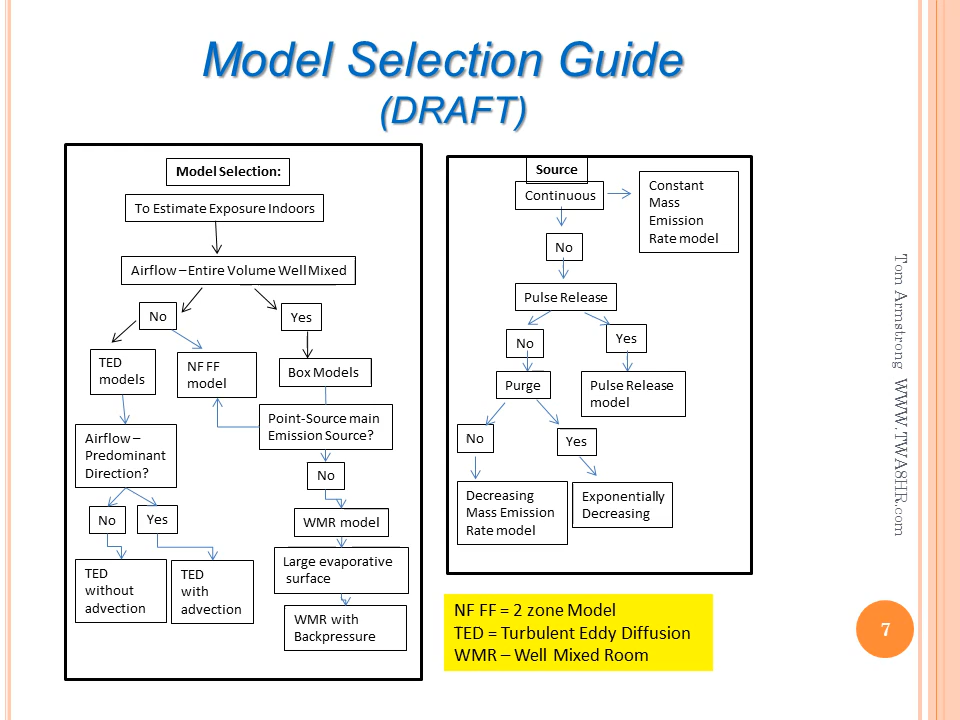 Model Selection Guide
(DRAFT)
Model Selection:
To Estimate Exposure Indoors
Airflow – Entire Volume Well Mixed
No
Yes
TED
models
NF FF
model
Box Models
Point-Source main
Emission Source?
Airflow –
Predominant
Direction?
No
No
Yes
WMR model
TED
without
advection
TED
with
advection
Large evaporative
surface
WMR with
Backpressure
Source
Continuous
Constant
Mass
Emission
Rate model
No
Pulse Release
No
Yes
Purge
Pulse Release
model
No
Yes
Decreasing
Mass Emission
Rate model
Exponentially
Decreasing
NF FF = 2 zone Model
TED = Turbulent Eddy Diffusion
WMR – Well Mixed Room
Tom Armstrong WWW.TWA8HR.com
7